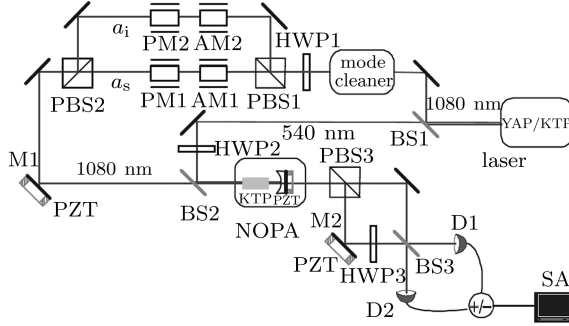 a_i
PM2 AM2
HWP1
mode
cleaner
PBS2
a_s
PM1 AM1 PBS1
1080 nm
YAP/KTP
laser
540 nm
BS1
M1
HWP2
PBS3
1080 nm
PZT
BS2
KTP PZT
NOPA
M2
D1
PZT
HWP3
BS3
D2
+/-
SA